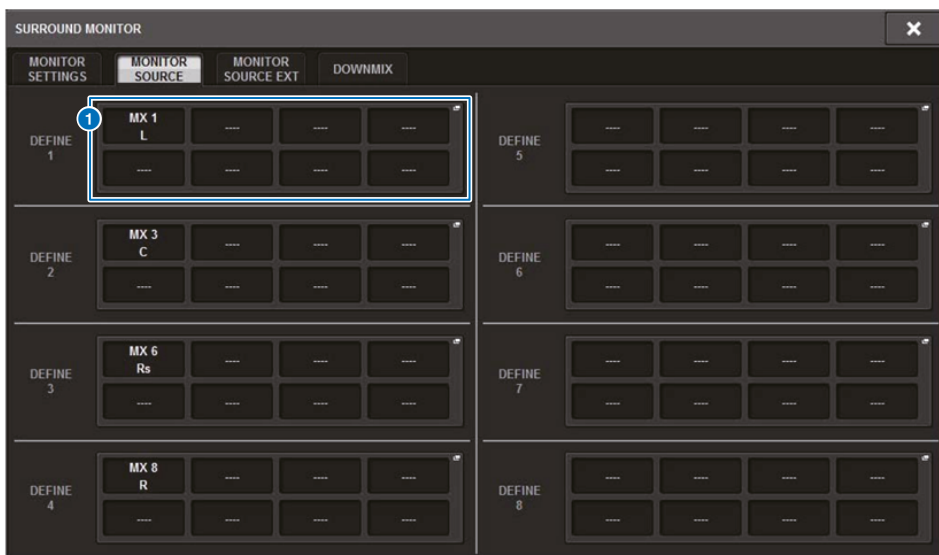 SURROUND MONITOR
MONITOR SETTINGS
MONITOR SOURCE
MONITOR SOURCE EXT
DOWNMIX
1
DEFINE 1
MX 1 ---- ---- ----
L
---- ---- ---- ----
DEFINE 5
---- ---- ---- ----
---- ---- ---- ----
DEFINE 2
MX 3 ---- ---- ----
C
---- ---- ---- ----
DEFINE 6
---- ---- ---- ----
---- ---- ---- ----
DEFINE 3
MX 6 ---- ---- ----
Rs
---- ---- ---- ----
DEFINE 7
---- ---- ---- ----
---- ---- ---- ----
DEFINE 4
MX 8 ---- ---- ----
R
---- ---- ---- ----
DEFINE 8
---- ---- ---- ----
---- ---- ---- ----